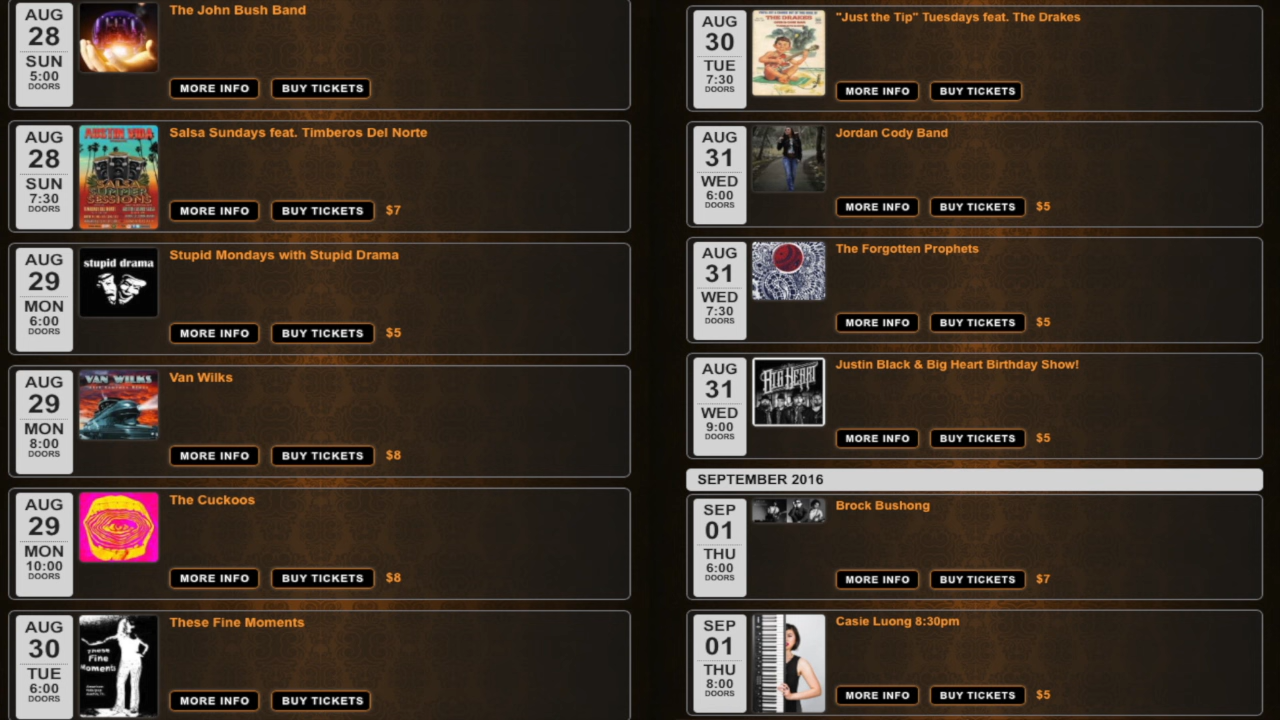 AUG
28
SUN
5:00
DOORS
The John Bush Band
MORE INFO
BUY TICKETS
AUG
28
SUN
7:30
DOORS
SALSA
SUMMER
SESSIONS
Salsa Sundays feat. Timberos Del Norte
MORE INFO
BUY TICKETS
$7
AUG
29
MON
6:00
DOORS
stupid drama
Stupid Mondays with Stupid Drama
MORE INFO
BUY TICKETS
$5
AUG
29
MON
8:00
DOORS
VAN WILKS
Van Wilks
MORE INFO
BUY TICKETS
$8
AUG
29
MON
10:00
DOORS
The Cuckoos
MORE INFO
BUY TICKETS
$8
AUG
30
TUE
6:00
DOORS
These
Fine
Moments
These Fine Moments
MORE INFO
BUY TICKETS
AUG
30
TUE
7:30
DOORS
THE DRAKES
"Just the Tip" Tuesdays feat. The Drakes
MORE INFO
BUY TICKETS
AUG
31
WED
6:00
DOORS
Jordan Cody Band
MORE INFO
BUY TICKETS
$5
AUG
31
WED
7:30
DOORS
The Forgotten Prophets
MORE INFO
BUY TICKETS
$5
AUG
31
WED
9:00
DOORS
BIG HEART
Justin Black & Big Heart Birthday Show!
MORE INFO
BUY TICKETS
$5
SEPTEMBER 2016
SEP
01
THU
6:00
DOORS
Brock Bushong
MORE INFO
BUY TICKETS
$7
SEP
01
THU
8:00
DOORS
Casie Luong 8:30pm
MORE INFO
BUY TICKETS
$5